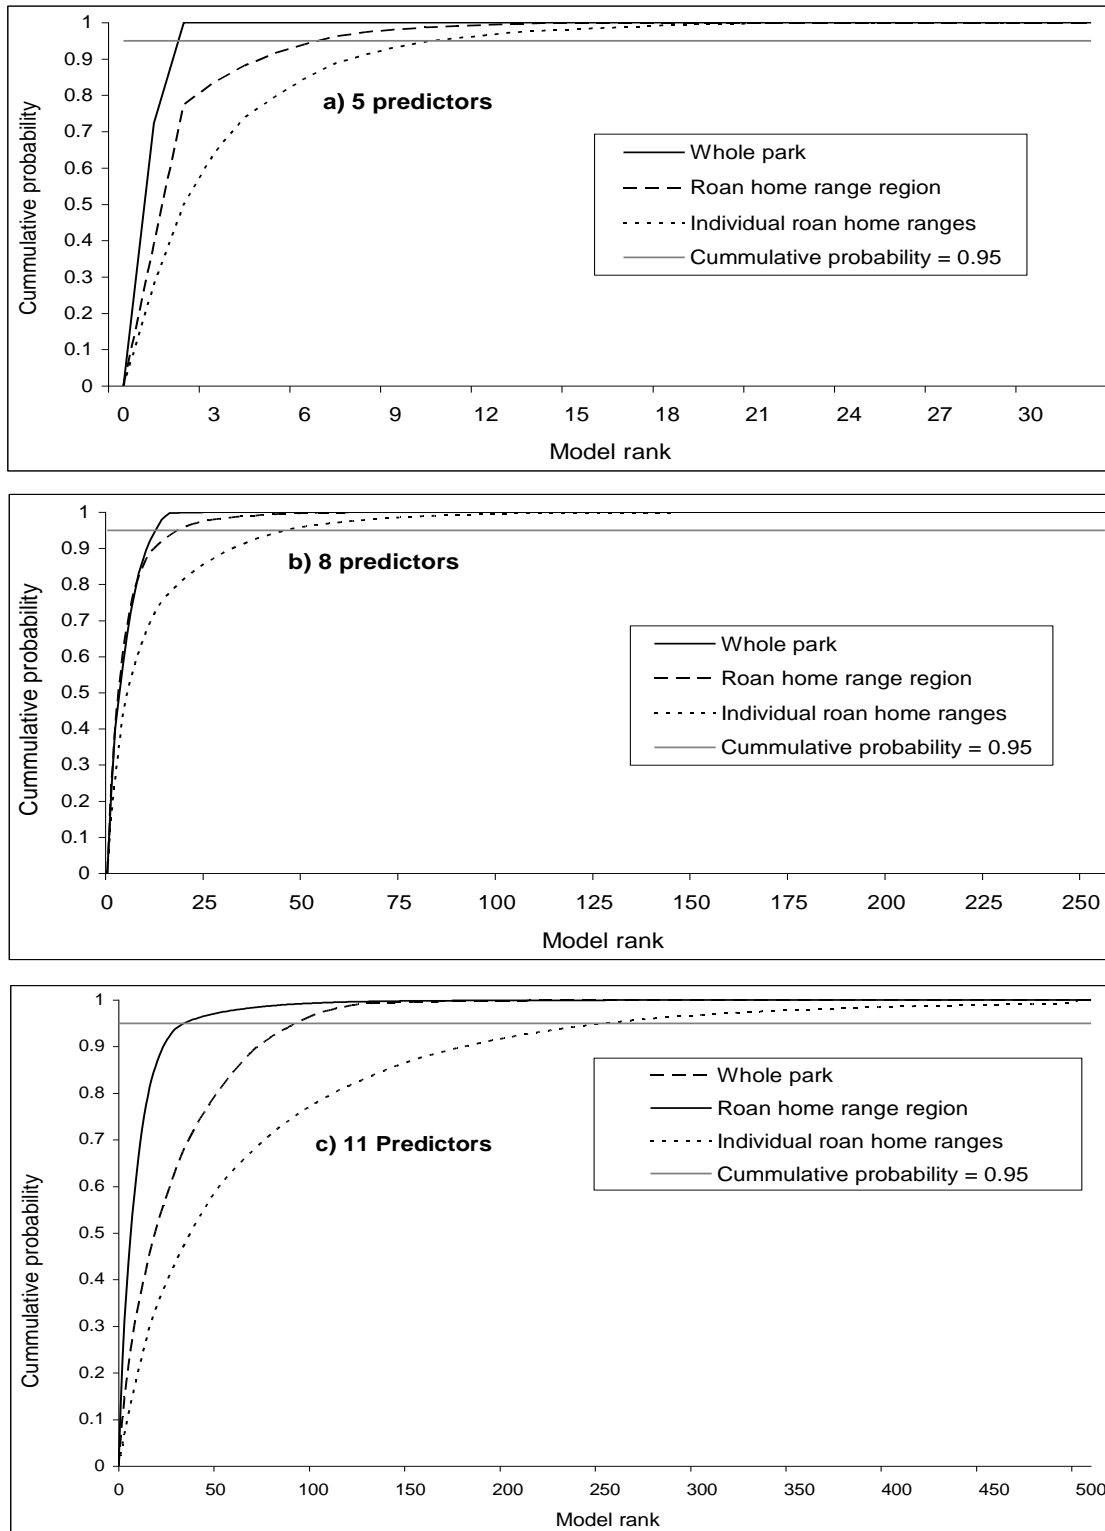 1
0.9
0.8
0.7
0.6
0.5
0.4
0.3
0.2
0.1
0
Cummulative probability
a) 5 predictors
Whole park
Roan home range region
Individual roan home ranges
Cummulative probability = 0.95
0 3 6 9 12 15 18 21 24 27 30
Model rank
1
0.9
0.8
0.7
0.6
0.5
0.4
0.3
0.2
0.1
0
Cummulative probability
b) 8 predictors
Whole park
Roan home range region
Individual roan home ranges
Cummulative probability = 0.95
0 25 50 75 100 125 150 175 200 225 250
Model rank
1
0.9
0.8
0.7
0.6
0.5
0.4
0.3
0.2
0.1
0
Cummulative probability
c) 11 Predictors
Whole park
Roan home range region
Individual roan home ranges
Cummulative probability = 0.95
0 50 100 150 200 250 300 350 400 450 500
Model rank